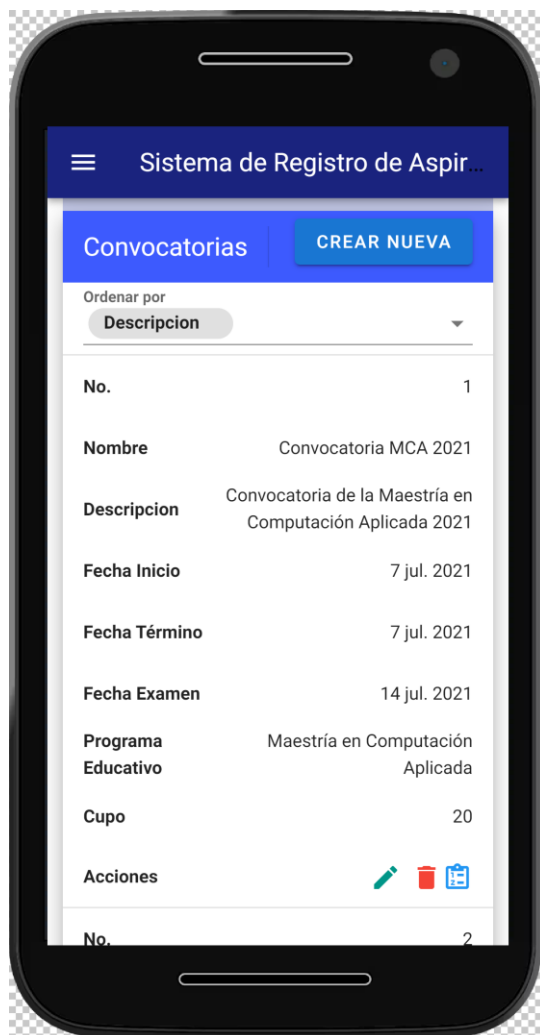 Sistema de Registro de Aspir...
Convocatorias CREAR NUEVA
Ordenar por
Descripcion
No. 1
Nombre Convocatoria MCA 2021
Descripcion Convocatoria de la Maestría en
Computación Aplicada 2021
Fecha Inicio 7 jul. 2021
Fecha Término 7 jul. 2021
Fecha Examen 14 jul. 2021
Programa Maestría en Computación
Educativo Aplicada
Cupo 20
Acciones
No. 2